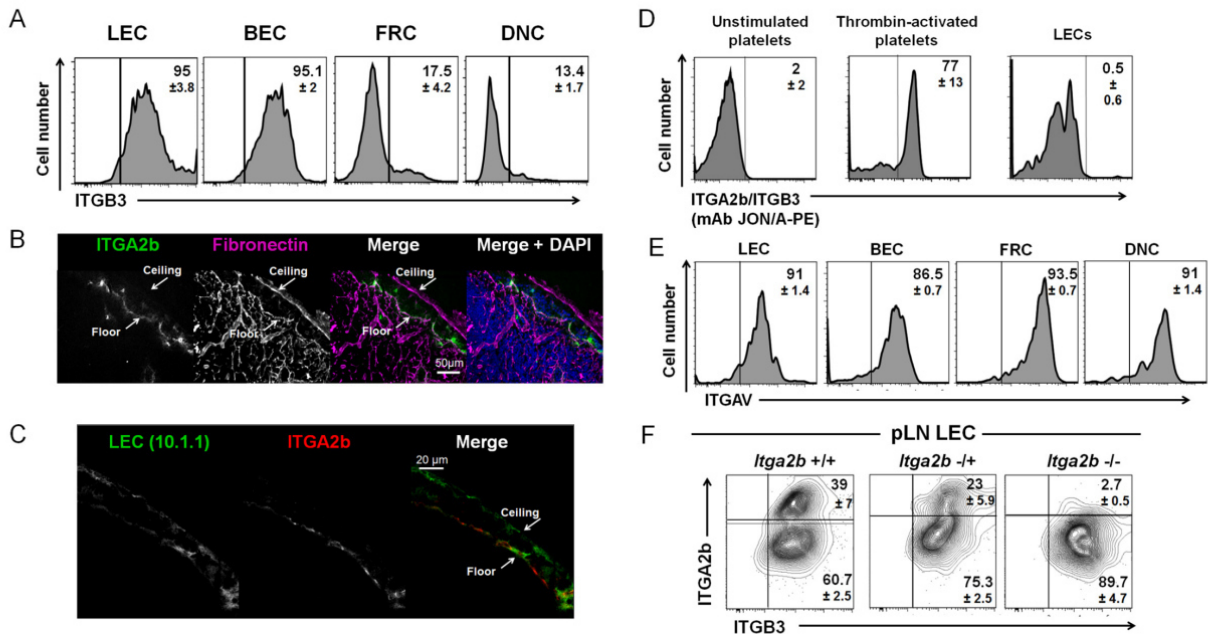 A
LEC BEC FRC DNC
Cell number
95
±3.8
95.1
± 2
17.5
± 4.2
13.4
± 1.7
ITGB3
B
ITGA2b Fibronectin Merge Merge + DAPI
Ceiling
Floor
Ceiling
Floor
Ceiling
Floor
50µm
C
LEC (10.1.1) ITGA2b Merge
20 µm
Ceiling
Floor
D
Unstimulated
platelets
Thrombin-activated
platelets
LECs
Cell number
2
± 2
77
± 13
0.5
±
0.6
ITGA2b/ITGB3
(mAb JON/A-PE)
E
LEC BEC FRC DNC
Cell number
91
± 1.4
86.5
± 0.7
93.5
± 0.7
91
± 1.4
ITGAV
F
pLN LEC
Itga2b +/+ Itga2b -/+ Itga2b -/-
ITGA2b
39
± 7
60.7
± 2.5
23
± 5.9
75.3
± 2.5
2.7
± 0.5
89.7
± 4.7
ITGB3